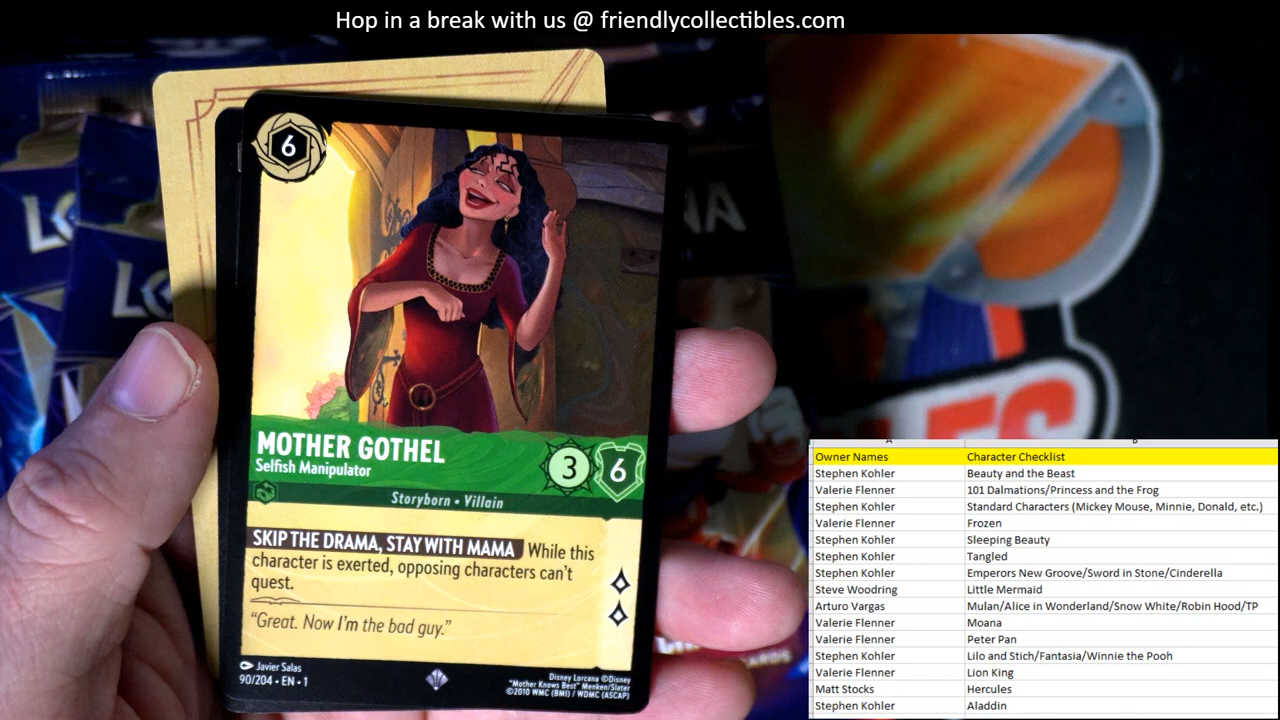 Hop in a break with us @ friendlycollectibles.com
6
MOTHER GOTHEL
Selfish Manipulator
3
6
Storyborn • Villain
SKIP THE DRAMA, STAY WITH MAMA While this
character is exerted, opposing characters can't
quest.
"Great. Now I'm the bad guy."
Javier Salas
90/204 • EN • 1
Disney Lorcana ©Disney
"Mother Knows Best" Menken/Slater
©2010 WMC (BMI) / WDMC (ASCAP)
Owner Names Character Checklist
Stephen Kohler Beauty and the Beast
Valerie Flenner 101 Dalmations/Princess and the Frog
Stephen Kohler Standard Characters (Mickey Mouse, Minnie, Donald, etc.)
Valerie Flenner Frozen
Stephen Kohler Sleeping Beauty
Stephen Kohler Tangled
Stephen Kohler Emperors New Groove/Sword in Stone/Cinderella
Steve Woodring Little Mermaid
Arturo Vargas Mulan/Alice in Wonderland/Snow White/Robin Hood/TP
Valerie Flenner Moana
Valerie Flenner Peter Pan
Stephen Kohler Lilo and Stich/Fantasia/Winnie the Pooh
Valerie Flenner Lion King
Matt Stocks Hercules
Stephen Kohler Aladdin